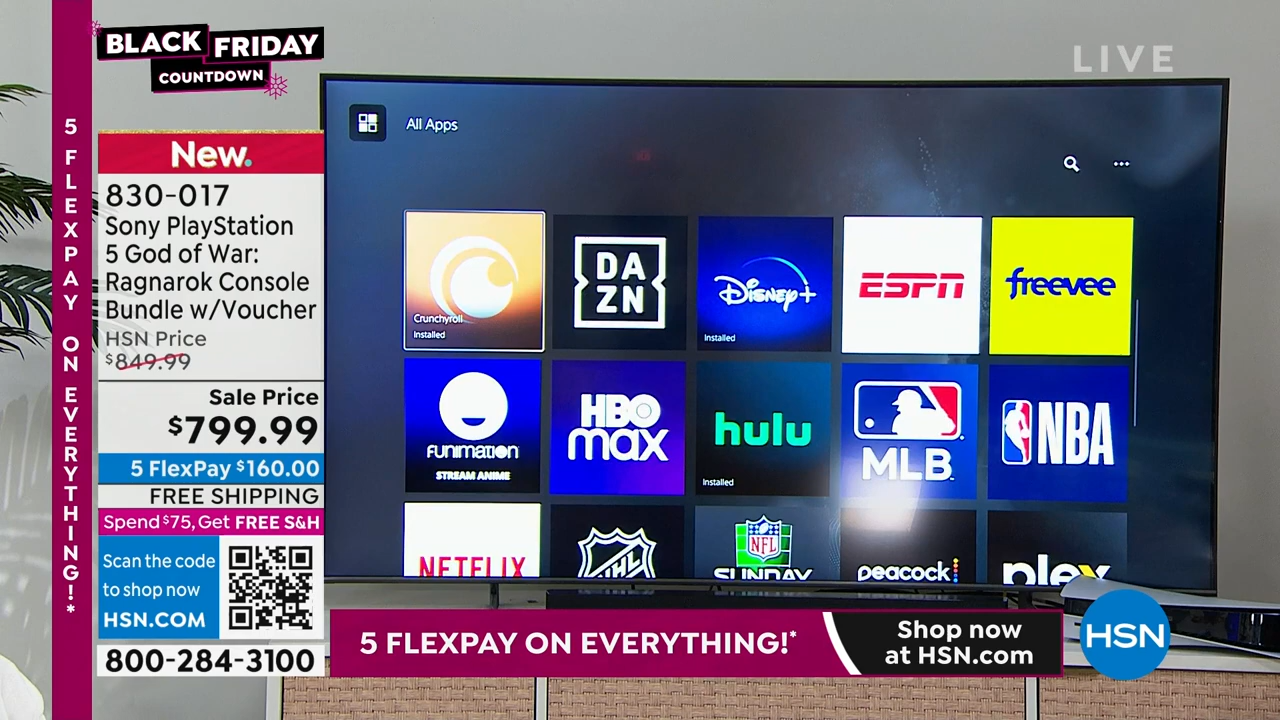 BLACK FRIDAY
COUNTDOWN
LIVE
5 FLEXPAY ON EVERYTHING!*
New.
830-017
Sony PlayStation
5 God of War:
Ragnarok Console
Bundle w/Voucher
HSN Price
$849.99
Sale Price
$799.99
5 FlexPay $160.00
FREE SHIPPING
Spend $75, Get FREE S&H
Scan the code
to shop now
HSN.COM
800-284-3100
All Apps
Crunchyroll
Installed
DA
ZN
Disney+
Installed
ESPN
freevee
FUNIMATION
STREAM ANIME
HBO
max
hulu
Installed
MLB
NBA
NETFLIX
NHL
NFL
SUNDAY
peacock
plex
5 FLEXPAY ON EVERYTHING!*
Shop now
at HSN.com
HSN